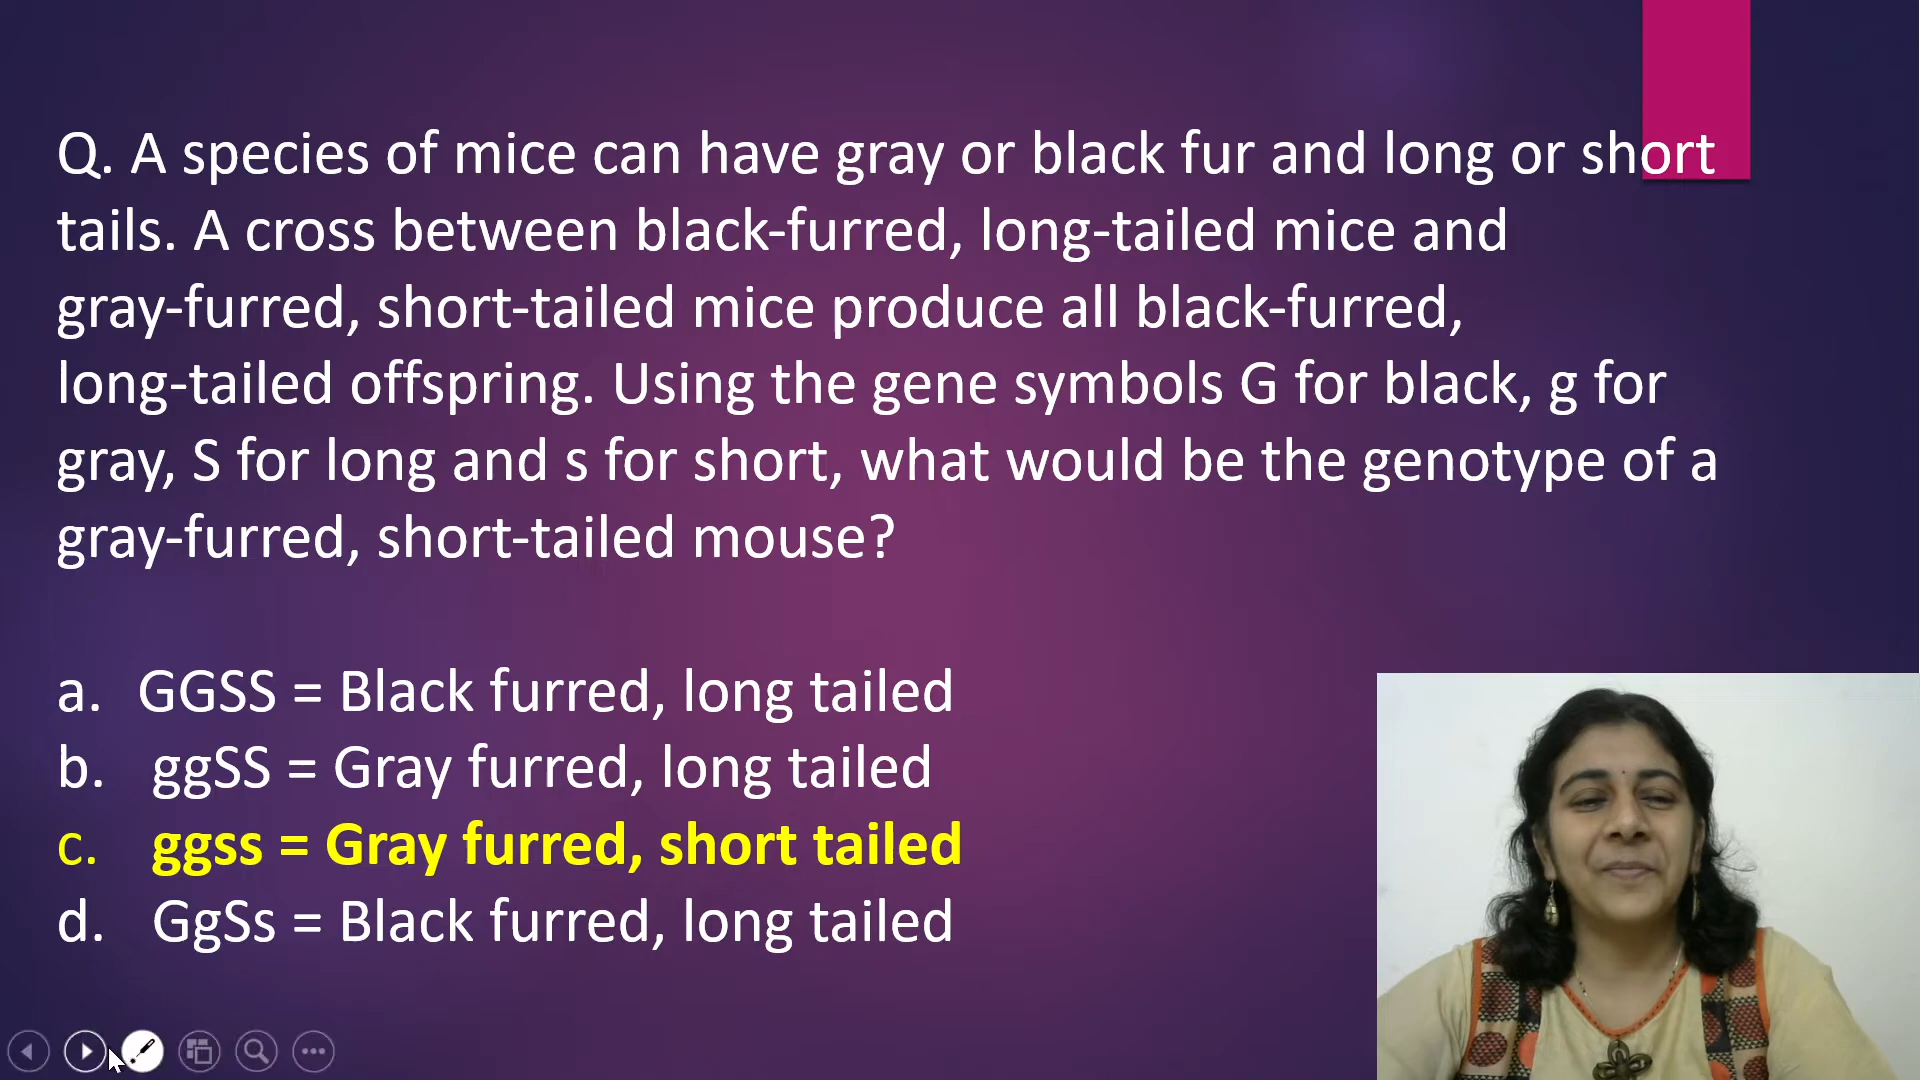 Q. A species of mice can have gray or black fur and long or short
tails. A cross between black-furred, long-tailed mice and
gray-furred, short-tailed mice produce all black-furred,
long-tailed offspring. Using the gene symbols G for black, g for
gray, S for long and s for short, what would be the genotype of a
gray-furred, short-tailed mouse?
a. GGSS = Black furred, long tailed
b. ggSS = Gray furred, long tailed
c. ggss = Gray furred, short tailed
d. GgSs = Black furred, long tailed